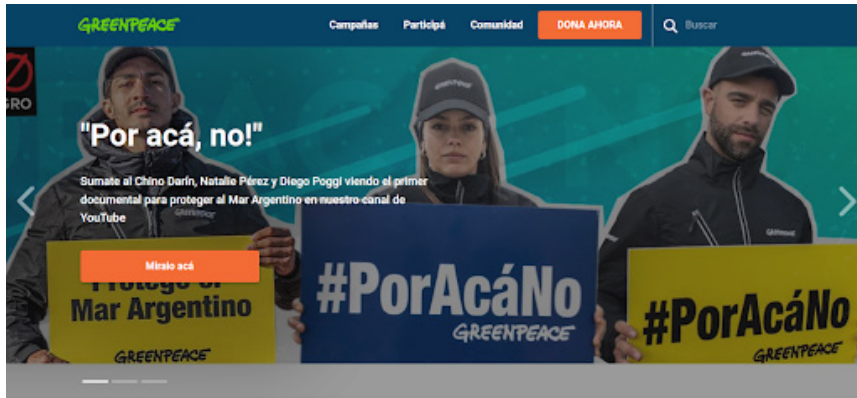 GREENPEACE
Campañas
Participá
Comunidad
DONA AHORA
Buscar
GRO
"Por acá, no!"
Sumate al Chino Darín, Natalie Pérez y Diego Poggi viendo el primer
documental para proteger al Mar Argentino en nuestro canal de
YouTube
Miralo acá
Mar Argentino
GREENPEACE
#PorAcáNo
GREENPEACE
#PorAcáNo
GREENPEACE